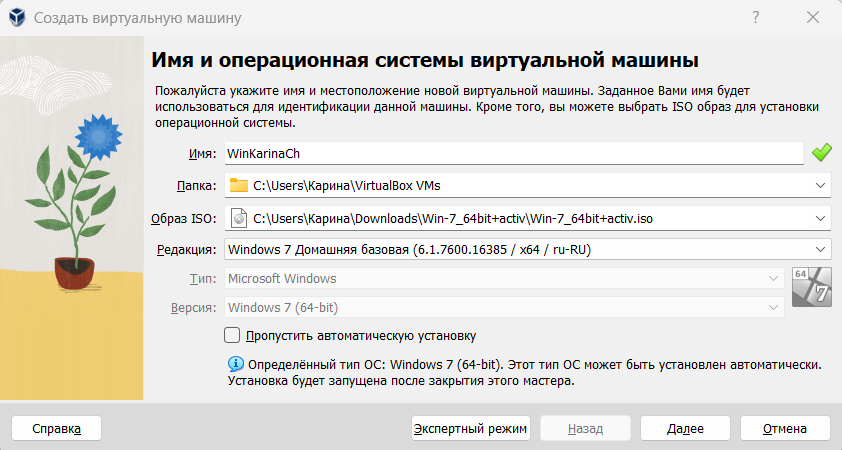 Создать виртуальную машину
Имя и операционная системы виртуальной машины
Пожалуйста укажите имя и местоположение новой виртуальной машины. Заданное Вами имя будет
использоваться для идентификации данной машины. Кроме того, вы можете выбрать ISO образ для установки
операционной системы.
Имя: WinKarinaCh
Папка: C:\Users\Карина\VirtualBox VMs
Образ ISO: C:\Users\Карина\Downloads\Win-7_64bit+activ\Win-7_64bit+activ.iso
Редакция: Windows 7 Домашняя базовая (6.1.7600.16385 / x64 / ru-RU)
Тип: Microsoft Windows
64
7
Версия: Windows 7 (64-bit)
Пропустить автоматическую установку
Определённый тип ОС: Windows 7 (64-bit). Этот тип ОС может быть установлен автоматически.
Установка будет запущена после закрытия этого мастера.
Справка Экспертный режим Назад Далее Отмена